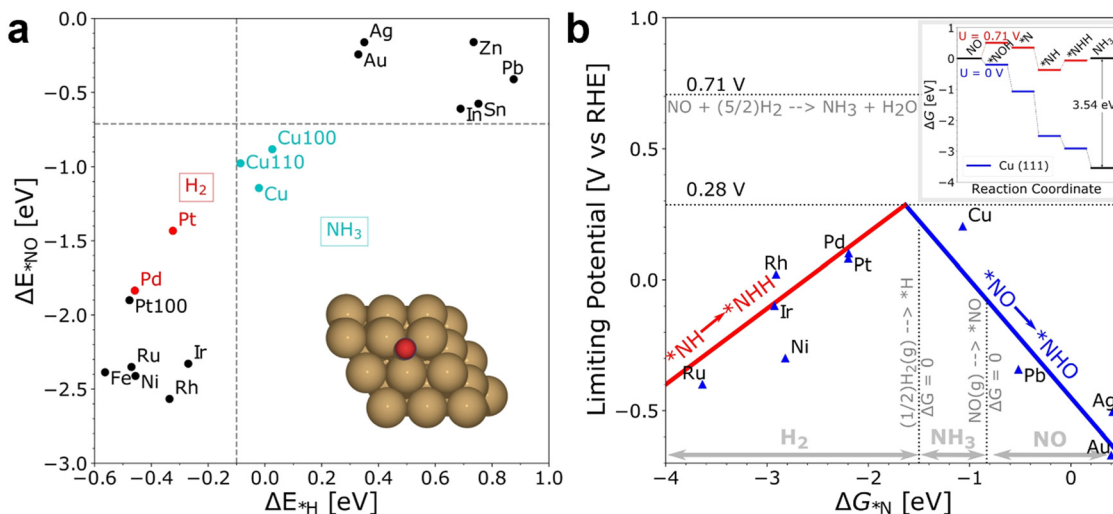 a
0.0
−0.5
−1.0
−1.5
−2.0
−2.5
−3.0
ΔE*NO [eV]
−0.6
−0.4
−0.2
0.0
0.2
0.4
0.6
0.8
1.0
ΔE*H [eV]
Ag
Au
Zn
Pb
In
Sn
Cu100
Cu110
Cu
H2
NH3
Pt
Pd
Pt100
Ru
Ir
Fe
Ni
Rh
b
1.0
0.5
0.0
−0.5
Limiting Potential [V vs RHE]
−4
−3
−2
−1
0
ΔG*N [eV]
0.71 V
NO + (5/2)H2 --> NH3 + H2O
0.28 V
Cu
Pd
Pt
Rh
Ir
Ni
Ru
Pb
Ag
Au
*NH → *NHH
*NO → *NHO
(1/2)H2(g) --> *H
ΔG = 0
NO(g) --> *NO
ΔG = 0
H2
NH3
NO
1
0
−1
−2
−3
−4
ΔG [eV]
NO
U = 0.71 V
*NOH
U = 0 V
*N
*NH
*NHH
NH3
3.54 eV
Cu (111)
Reaction Coordinate